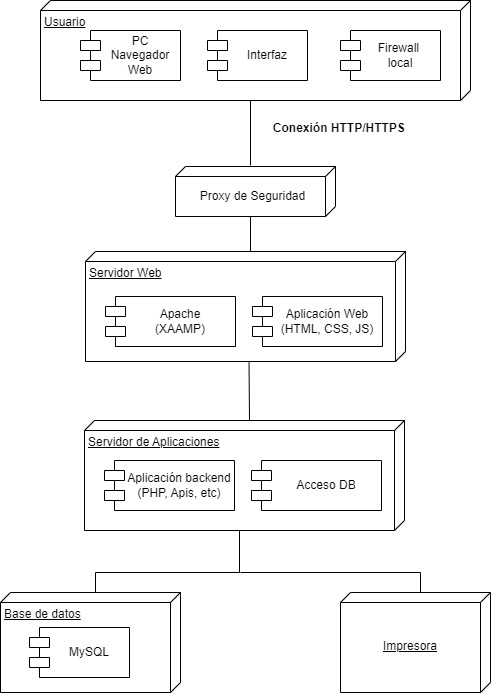 Usuario
PC
Navegador
Web
Interfaz
Firewall
local
Conexión HTTP/HTTPS
Proxy de Seguridad
Servidor Web
Apache
(XAAMP)
Aplicación Web
(HTML, CSS, JS)
Servidor de Aplicaciones
Aplicación backend
(PHP, Apis, etc)
Acceso DB
Base de datos
MySQL
Impresora